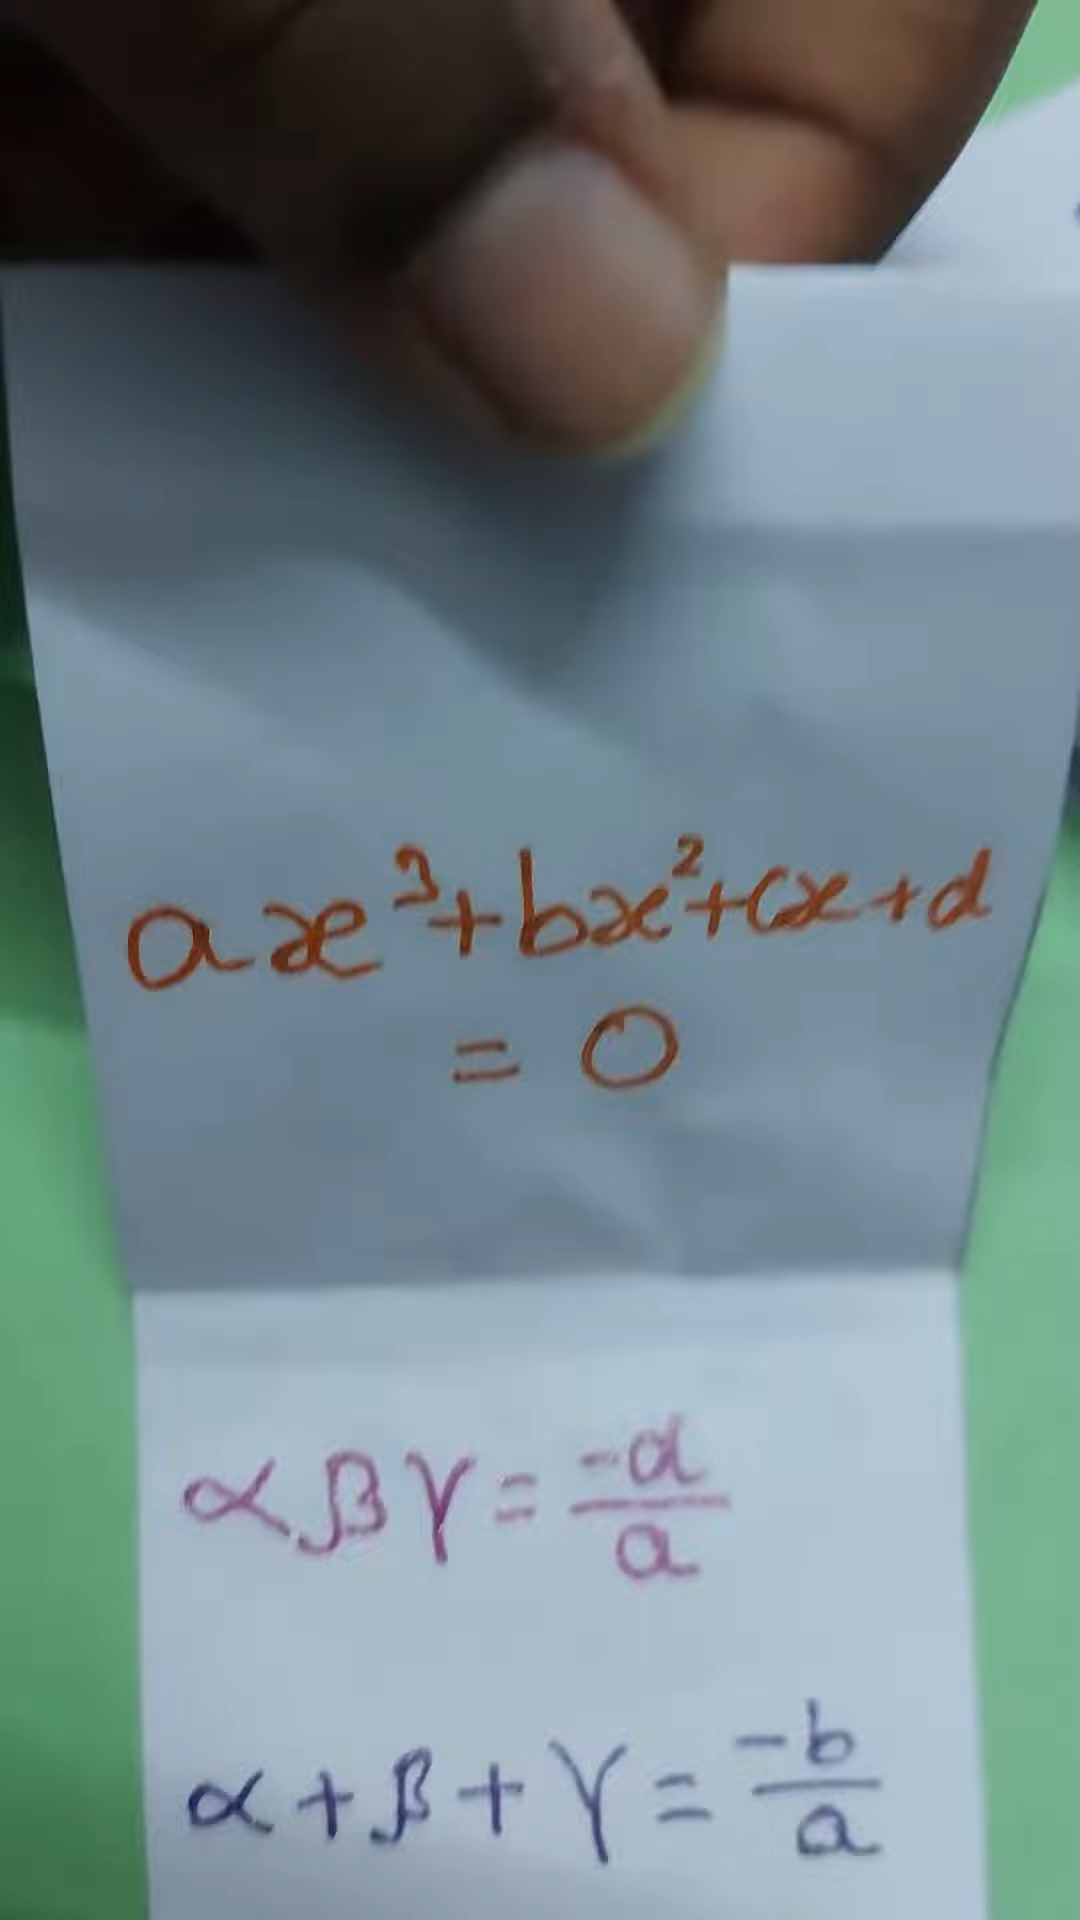 ax³+bx²+cx+d
= 0
αβγ = -d/a
α+β+γ = -b/a